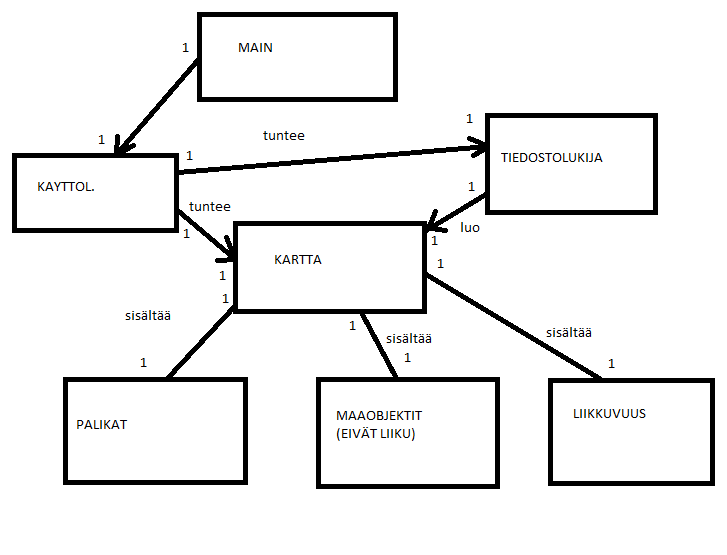 MAIN
1
1
tuntee
1
1
TIEDOSTOLUKIJA
KAYTTOL.
1
tuntee
luo
1
1
KARTTA
1
1
1
sisältää
1
sisältää
sisältää
1
1
1
PALIKAT
MAAOBJEKTIT
(EIVÄT LIIKU)
LIIKKUVUUS